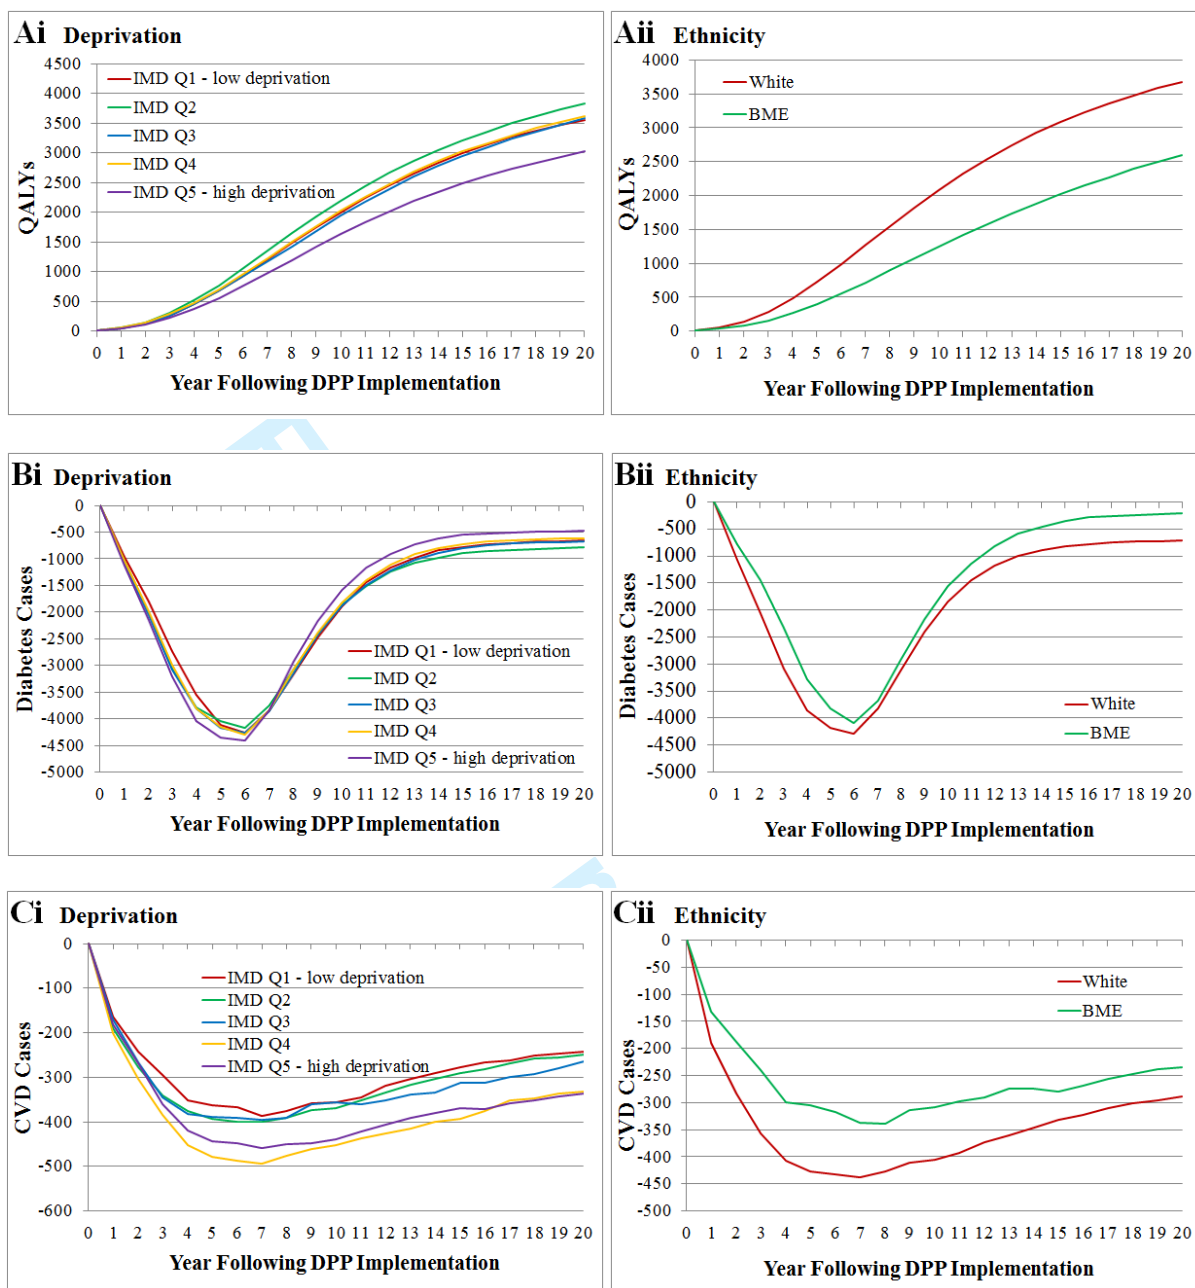 Ai Deprivation
4500
4000
3500
3000
2500
2000
1500
1000
500
0
QALYs
IMD Q1 - low deprivation
IMD Q2
IMD Q3
IMD Q4
IMD Q5 - high deprivation
0 1 2 3 4 5 6 7 8 9 10 11 12 13 14 15 16 17 18 19 20
Year Following DPP Implementation
Aii Ethnicity
4000
3500
3000
2500
2000
1500
1000
500
0
QALYs
White
BME
0 1 2 3 4 5 6 7 8 9 10 11 12 13 14 15 16 17 18 19 20
Year Following DPP Implementation
Bi Deprivation
0
-500
-1000
-1500
-2000
-2500
-3000
-3500
-4000
-4500
-5000
Diabetes Cases
IMD Q1 - low deprivation
IMD Q2
IMD Q3
IMD Q4
IMD Q5 - high deprivation
0 1 2 3 4 5 6 7 8 9 10 11 12 13 14 15 16 17 18 19 20
Year Following DPP Implementation
Bii Ethnicity
0
-500
-1000
-1500
-2000
-2500
-3000
-3500
-4000
-4500
-5000
Diabetes Cases
White
BME
0 1 2 3 4 5 6 7 8 9 10 11 12 13 14 15 16 17 18 19 20
Year Following DPP Implementation
Ci Deprivation
0
-100
-200
-300
-400
-500
-600
CVD Cases
IMD Q1 - low deprivation
IMD Q2
IMD Q3
IMD Q4
IMD Q5 - high deprivation
0 1 2 3 4 5 6 7 8 9 10 11 12 13 14 15 16 17 18 19 20
Year Following DPP Implementation
Cii Ethnicity
0
-50
-100
-150
-200
-250
-300
-350
-400
-450
-500
CVD Cases
White
BME
0 1 2 3 4 5 6 7 8 9 10 11 12 13 14 15 16 17 18 19 20
Year Following DPP Implementation